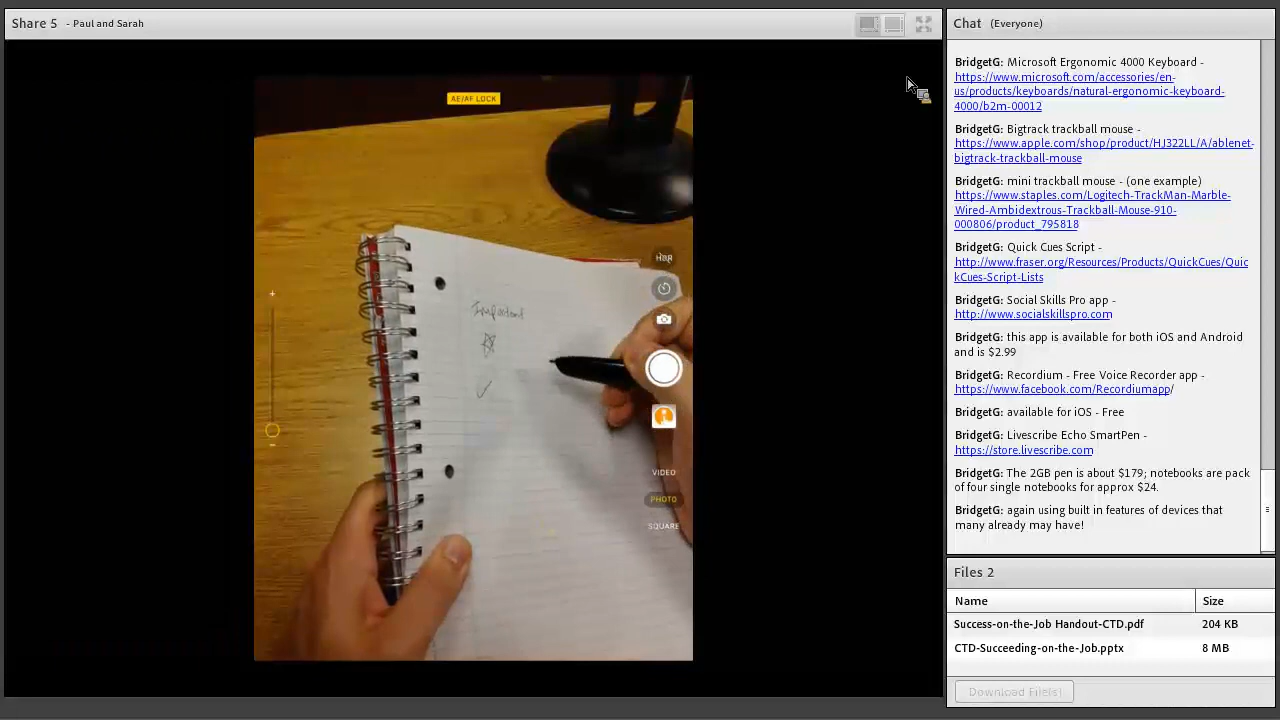 Share 5 - Paul and Sarah
AE/AF LOCK
HDR
Important
VIDEO
PHOTO
SQUARE
Chat (Everyone)
BridgetG: Microsoft Ergonomic 4000 Keyboard -
https://www.microsoft.com/accessories/en-
us/products/keyboards/natural-ergonomic-keyboard-
4000/b2m-00012
BridgetG: Bigtrack trackball mouse -
https://www.apple.com/shop/product/HJ322LL/A/ablenet-
bigtrack-trackball-mouse
BridgetG: mini trackball mouse - (one example)
https://www.staples.com/Logitech-TrackMan-Marble-
Wired-Ambidextrous-Trackball-Mouse-910-
000806/product_795818
BridgetG: Quick Cues Script -
http://www.fraser.org/Resources/Products/QuickCues/Quic
kCues-Script-Lists
BridgetG: Social Skills Pro app -
http://www.socialskillspro.com
BridgetG: this app is available for both iOS and Android
and is $2.99
BridgetG: Recordium - Free Voice Recorder app -
https://www.facebook.com/Recordiumapp/
BridgetG: available for iOS - Free
BridgetG: Livescribe Echo SmartPen -
https://store.livescribe.com
BridgetG: The 2GB pen is about $179; notebooks are pack
of four single notebooks for approx $24.
BridgetG: again using built in features of devices that
many already may have!
Files 2
Name Size
Success-on-the-Job Handout-CTD.pdf 204 KB
CTD-Succeeding-on-the-Job.pptx 8 MB
Download File(s)